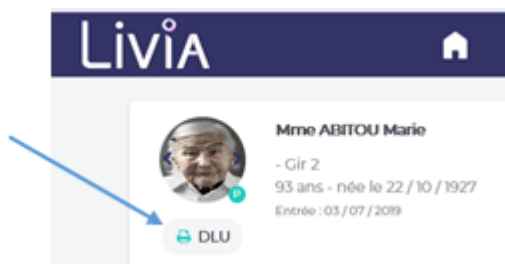 LiviA
Mme ABITOU Marie
- Gir 2
93 ans - née le 22 / 10 / 1927
Entrée : 03 / 07 / 2019
P
DLU